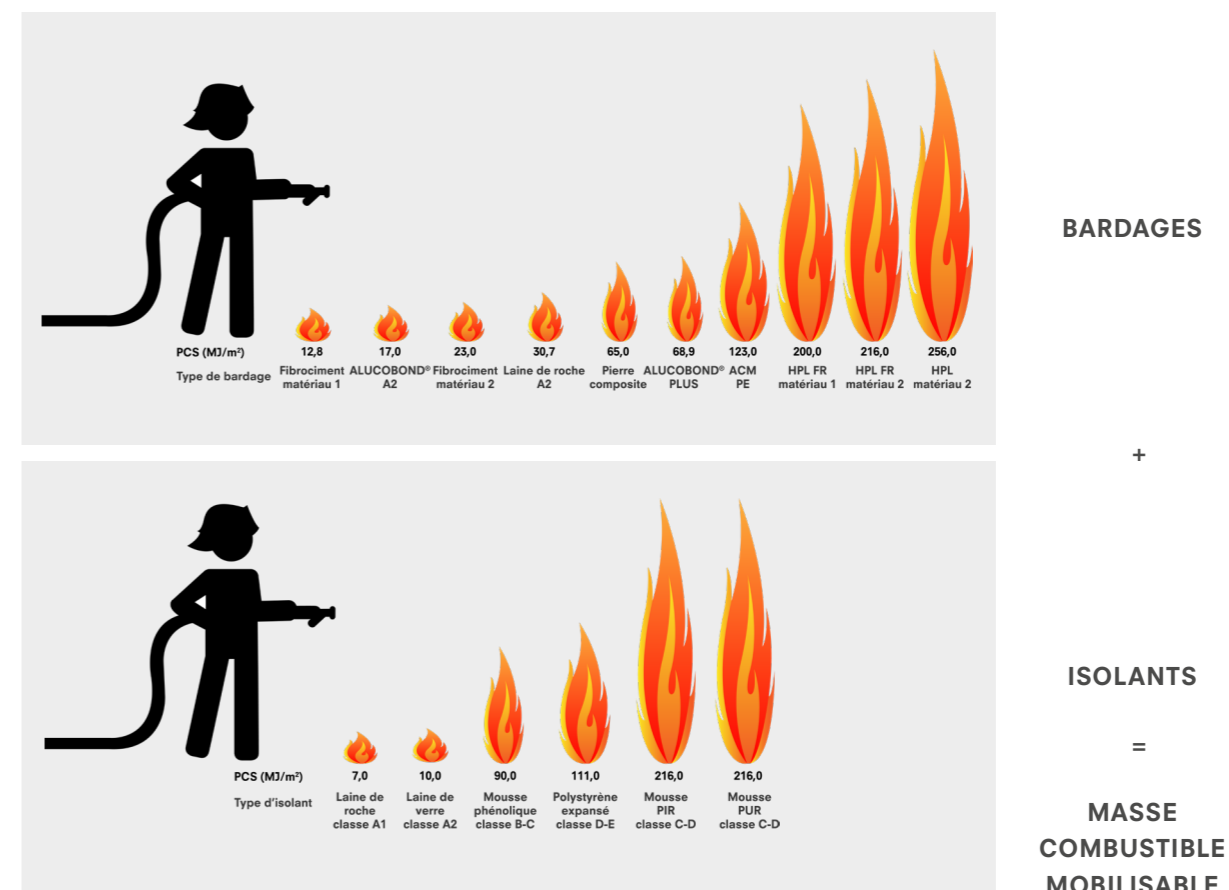 BARDAGES
PCS (MJ/m²) 12,8 17,0 23,0 30,7 65,0 68,9 123,0 200,0 216,0 256,0
Type de bardage Fibrociment ALUCOBOND® Fibrociment Laine de roche Pierre ALUCOBOND® ACM HPL FR HPL FR HPL
matériau 1 A2 matériau 2 A2 composite PLUS PE matériau 1 matériau 2 matériau 2
+
ISOLANTS
=
PCS (MJ/m²) 7,0 10,0 90,0 111,0 216,0 216,0
Type d'isolant Laine de Laine de Mousse Polystyrène Mousse Mousse
roche verre phénolique expansé PIR PUR
classe A1 classe A2 classe B-C classe D-E classe C-D classe C-D
MASSE
COMBUSTIBLE
MOBILISABLE